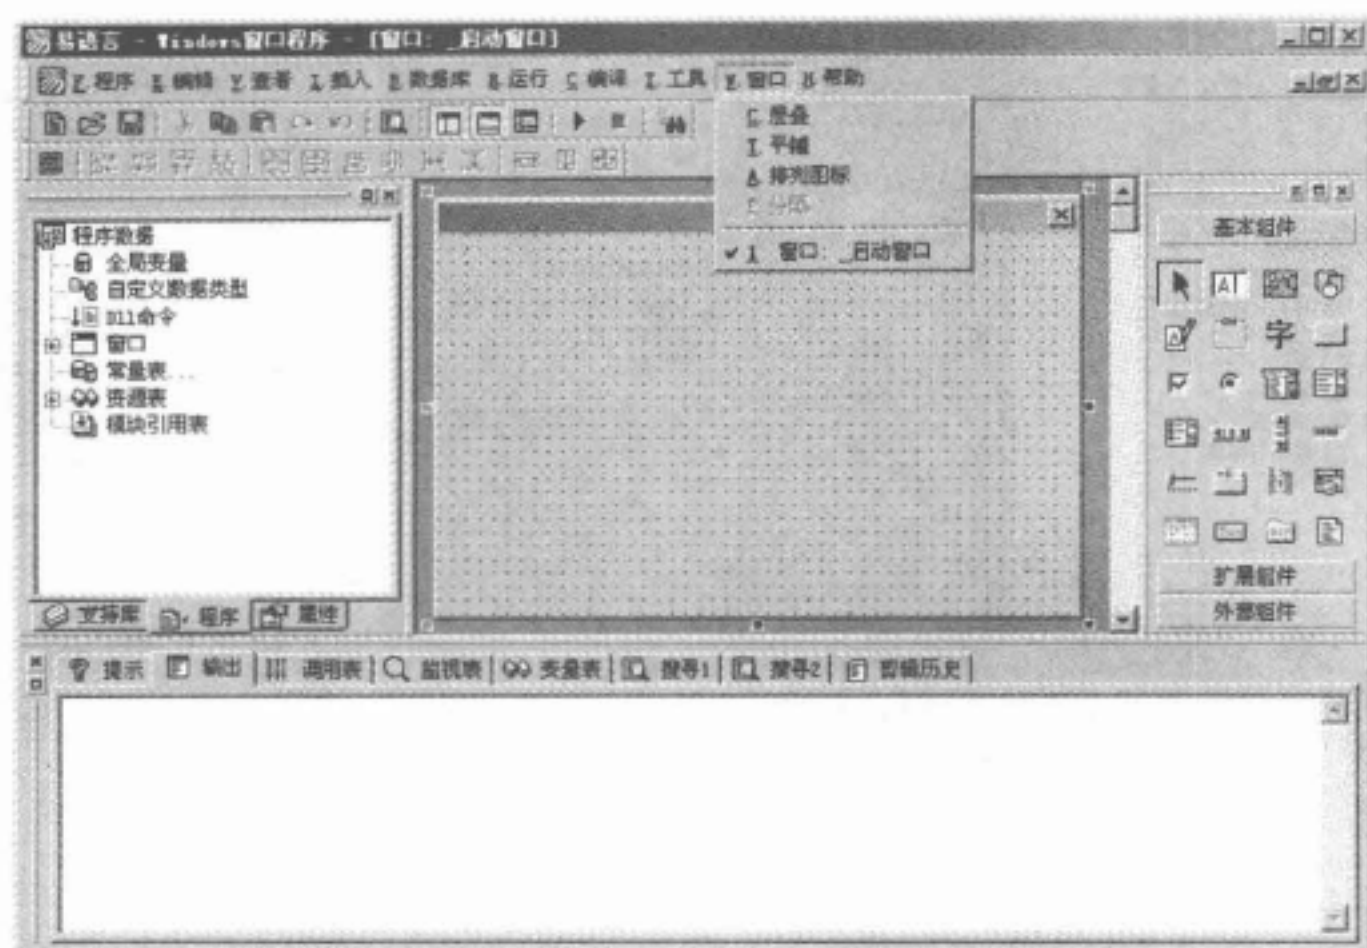 易语言 - Windows窗口程序 - [窗口: _启动窗口]
F.程序 E.编辑 V.查看 I.插入 B.数据库 R.运行 C.编译 T.工具 W.窗口 H.帮助
C.层叠
T.平铺
A.排列图标
✓ 1 窗口: _启动窗口
程序数据
全局变量
自定义数据类型
Dll命令
窗口
常量表...
资源表
模块引用表
支持库 程序 属性
基本组件
字
扩展组件
外部组件
提示 输出 调用表 监视表 变量表 搜寻1 搜寻2 剪辑历史